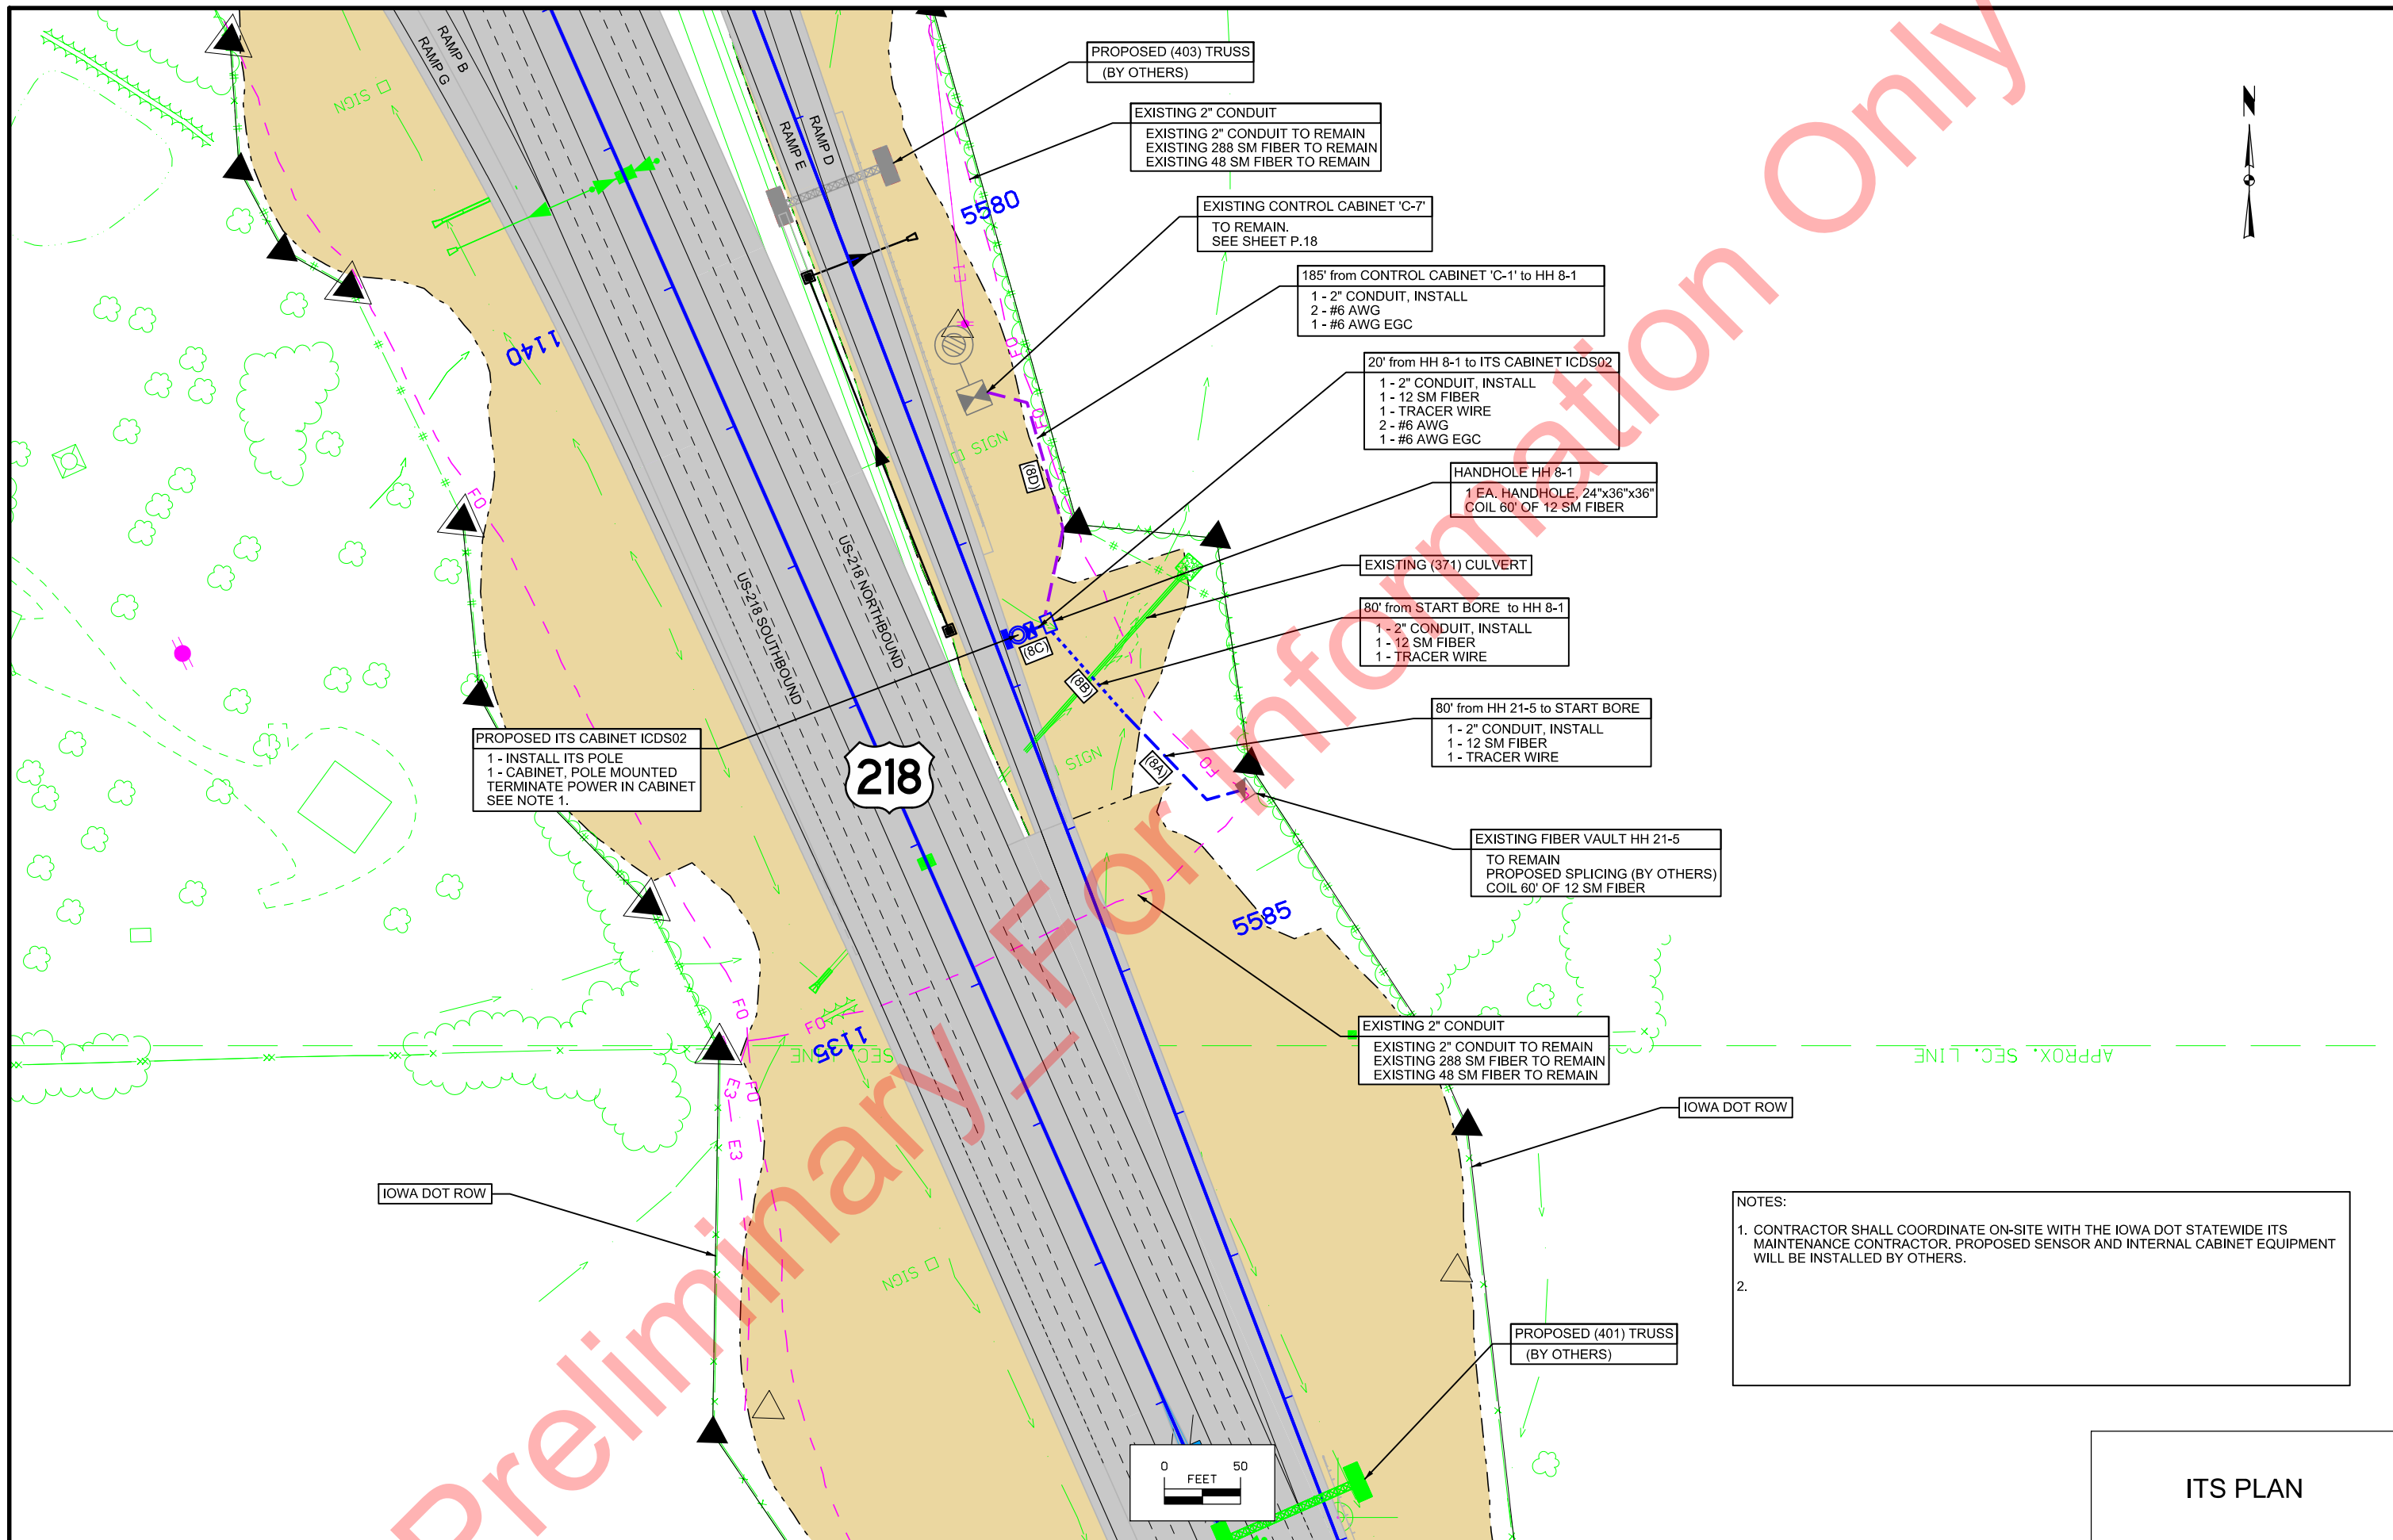 RAMP B
RAMP G
SIGN
PROPOSED (403) TRUSS
(BY OTHERS)
N
RAMP D
RAMP E
EXISTING 2" CONDUIT
EXISTING 2" CONDUIT TO REMAIN
EXISTING 288 SM FIBER TO REMAIN
EXISTING 48 SM FIBER TO REMAIN
5580
EXISTING CONTROL CABINET 'C-7'
TO REMAIN.
SEE SHEET P.18
E1
185' from CONTROL CABINET 'C-1' to HH 8-1
1 - 2" CONDUIT, INSTALL
2 - #6 AWG
1 - #6 AWG EGC
1140
FO
20' from HH 8-1 to ITS CABINET ICDS02
1 - 2" CONDUIT, INSTALL
1 - 12 SM FIBER
1 - TRACER WIRE
2 - #6 AWG
1 - #6 AWG EGC
FO
SIGN
(8D)
HANDHOLE HH 8-1
1 EA. HANDHOLE, 24"x36"x36"
COIL 60' OF 12 SM FIBER
FO
US-218 SOUTHBOUND
US-218 NORTHBOUND
EXISTING (371) CULVERT
80' from START BORE to HH 8-1
1 - 2" CONDUIT, INSTALL
1 - 12 SM FIBER
1 - TRACER WIRE
(8C)
(8B)
80' from HH 21-5 to START BORE
1 - 2" CONDUIT, INSTALL
1 - 12 SM FIBER
1 - TRACER WIRE
PROPOSED ITS CABINET ICDS02
1 - INSTALL ITS POLE
1 - CABINET, POLE MOUNTED
TERMINATE POWER IN CABINET
SEE NOTE 1.
218
SIGN
(8A)
FO
EXISTING FIBER VAULT HH 21-5
TO REMAIN
PROPOSED SPLICING (BY OTHERS)
COIL 60' OF 12 SM FIBER
5585
FO
FO
1135
SEC. LINE
EXISTING 2" CONDUIT
EXISTING 2" CONDUIT TO REMAIN
EXISTING 288 SM FIBER TO REMAIN
EXISTING 48 SM FIBER TO REMAIN
APPROX. SEC. LINE
E3
FO
E3
IOWA DOT ROW
IOWA DOT ROW
NOTES:
1. CONTRACTOR SHALL COORDINATE ON-SITE WITH THE IOWA DOT STATEWIDE ITS
MAINTENANCE CONTRACTOR. PROPOSED SENSOR AND INTERNAL CABINET EQUIPMENT
WILL BE INSTALLED BY OTHERS.
2.
SIGN
PROPOSED (401) TRUSS
(BY OTHERS)
0 50
FEET
ITS PLAN
Preliminary_For Information Only